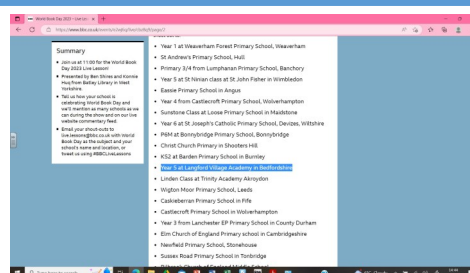 World Book Day 2023 - Live Less
https://www.bbc.co.uk/events/
Summary
• Join us at 11:00 for the World Book Day 2023 Live Lesson!
• Presented by Ben Shires and Konnie Huq from Batley Library in West Yorkshire.
• Tell us how your school is celebrating World Book Day and we'll mention as many schools as we can during the show and on our live website commentary feed.
• Email your shout-outs to live.lessons@bbc.co.uk with World Book Day as the subject and your school's name and location, or tweet us using #BBCLiveLessons
• Year 1 at Weaverham Forest Primary School, Weaverham
• St Andrew's Primary School, Hull
• Primary 3/4 from Lumphanan Primary School, Banchory
• Year 5 at St Ninian class at St John Fisher in Wimbledon
• Eassie Primary School in Angus
• Year 4 from Castlecroft Primary School, Wolverhampton
• Sunstone Class at Loose Primary School in Maidstone
• Year 6 at St Joseph's Catholic Primary School, Devizes, Wiltshire
• P6M at Bonnybridge Primary School, Bonnybridge
• Christ Church Primary in Shooters Hill
• KS2 at Barden Primary School in Burnley
• Year 5 at Langford Village Academy in Bedfordshire
• Linden Class at Trinity Academy Akroydon
• Wigton Moor Primary School, Leeds
• Caskieberran Primary School in Fife
• Castlecroft Primary School in Wolverhampton
• Year 3 from Lanchester EP Primary School in County Durham
• Elm Church of England Primary school in Cambridgeshire
• Newfield Primary School, Stonehouse
• Sussex Road Primary School in Tonbridge
Type here to search